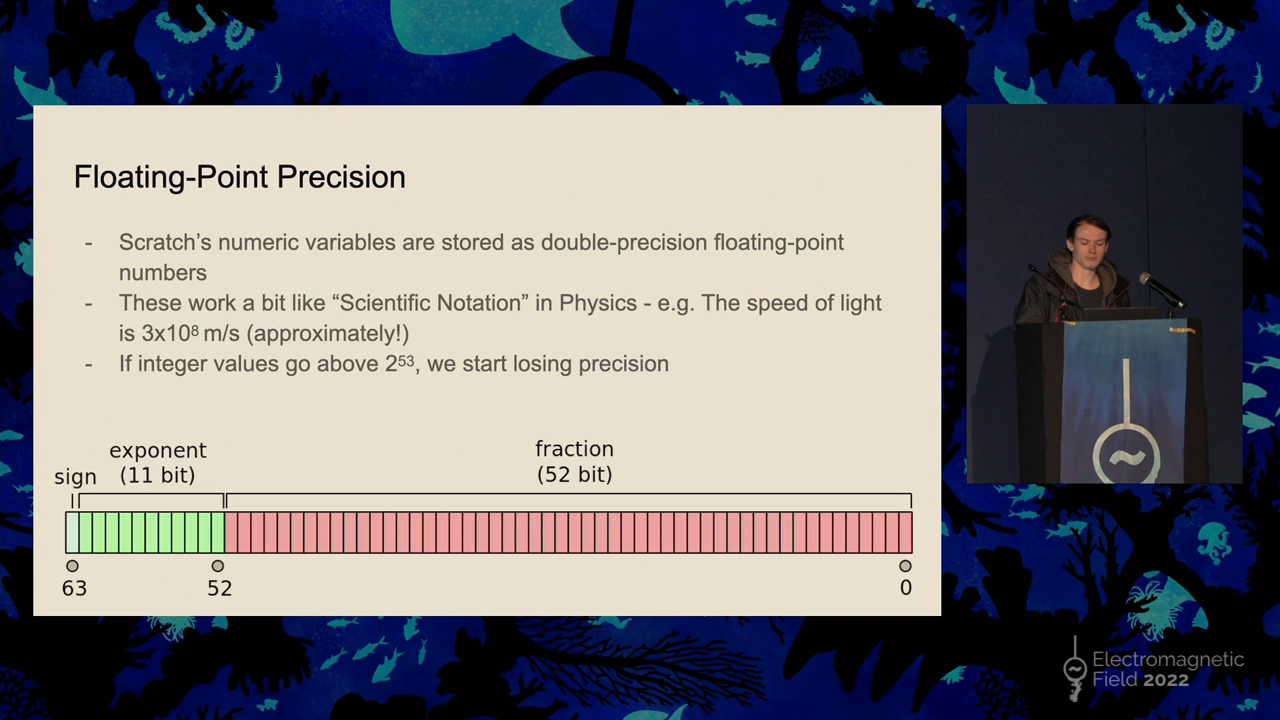 Floating-Point Precision
- Scratch's numeric variables are stored as double-precision floating-point
numbers
- These work a bit like “Scientific Notation” in Physics - e.g. The speed of light
is 3x10⁸ m/s (approximately!)
- If integer values go above 2⁵³, we start losing precision
sign
exponent
(11 bit)
fraction
(52 bit)
63
52
0
Electromagnetic
Field 2022